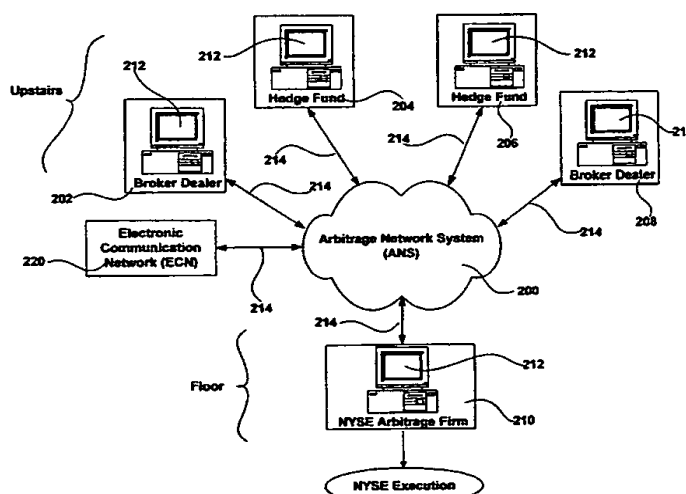 212
212
Upstairs
212
Hedge Fund
204
Hedge Fund
206
21
214
214
Broker Dealer
202
214
Broker Dealer
208
Electronic
Communication
Network (ECN)
220
214
Arbitrage Network System
(ANS)
200
214
214
Floor
212
NYSE Arbitrage Firm
210
NYSE Execution